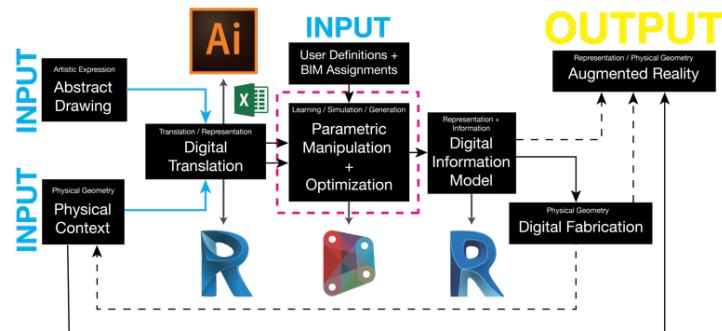 INPUT
OUTPUT
Ai
User Definitions +
BIM Assignments
Representation / Physical Geometry
Augmented Reality
INPUT
Artistic Expression
Abstract
Drawing
X
Translation / Representation
Digital
Translation
Learning / Simulation / Generation
Parametric
Manipulation
+
Optimization
Representation +
Information
Digital
Information
Model
INPUT
Physical Geometry
Physical
Context
Physical Geometry
Digital Fabrication
R
R